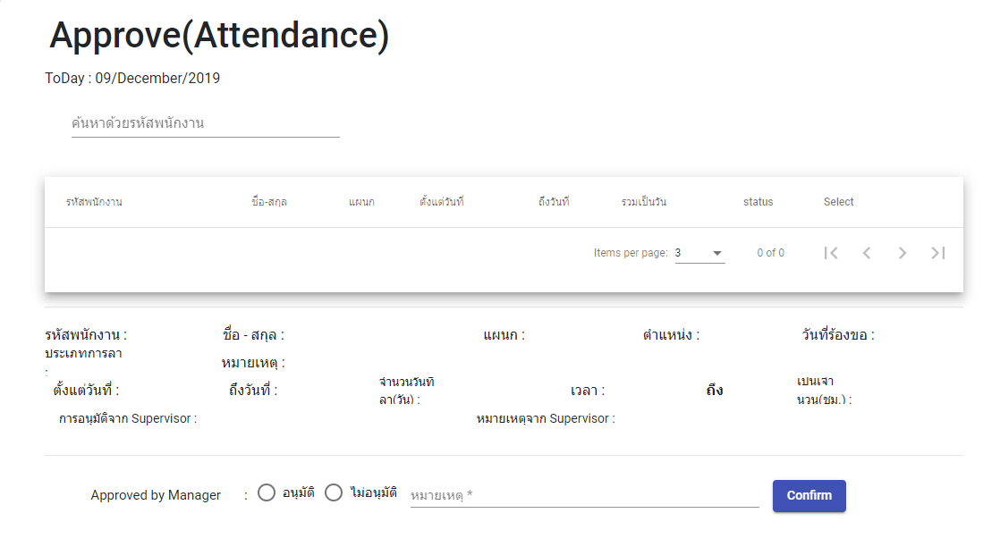 Approve(Attendance)
ToDay : 09/December/2019
ค้นหาด้วยรหัสพนักงาน
รหัสพนักงาน ชื่อ-สกุล แผนก ตั้งแต่วันที่ ถึงวันที่ รวมเป็นวัน status Select
Items per page: 3 0 of 0
รหัสพนักงาน : ชื่อ - สกุล : แผนก : ตำแหน่ง : วันที่ร้องขอ :
ประเภทการลา
:
หมายเหตุ :
ตั้งแต่วันที่ : ถึงวันที่ : จำนวนวันที่ลา(วัน) : เวลา : ถึง เป็นจำนวน(ชม.) :
การอนุมัติจาก Supervisor : หมายเหตุจาก Supervisor :
Approved by Manager : อนุมัติ ไม่อนุมัติ หมายเหตุ * Confirm